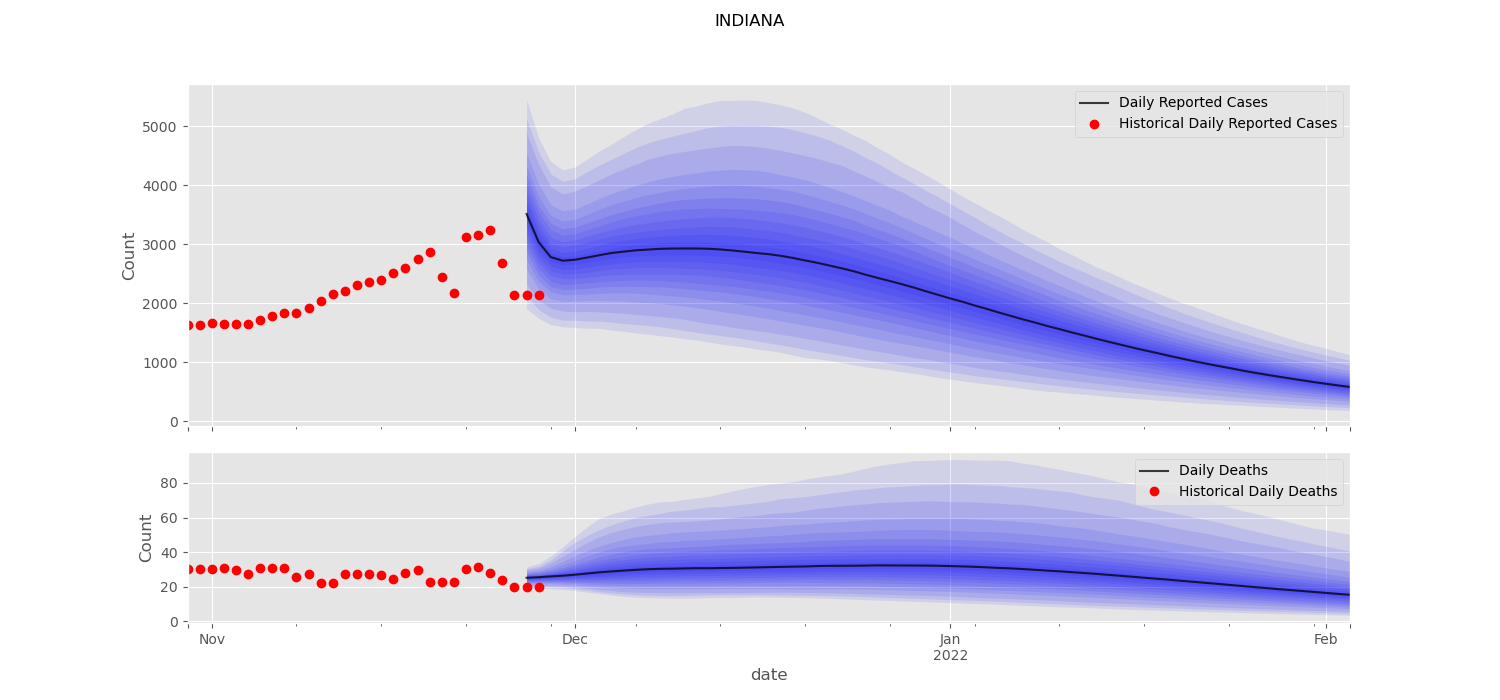 INDIANA
Count
5000
4000
3000
2000
1000
0
Daily Reported Cases
Historical Daily Reported Cases
Count
80
60
40
20
0
Daily Deaths
Historical Daily Deaths
Nov
Dec
Jan
2022
Feb
date